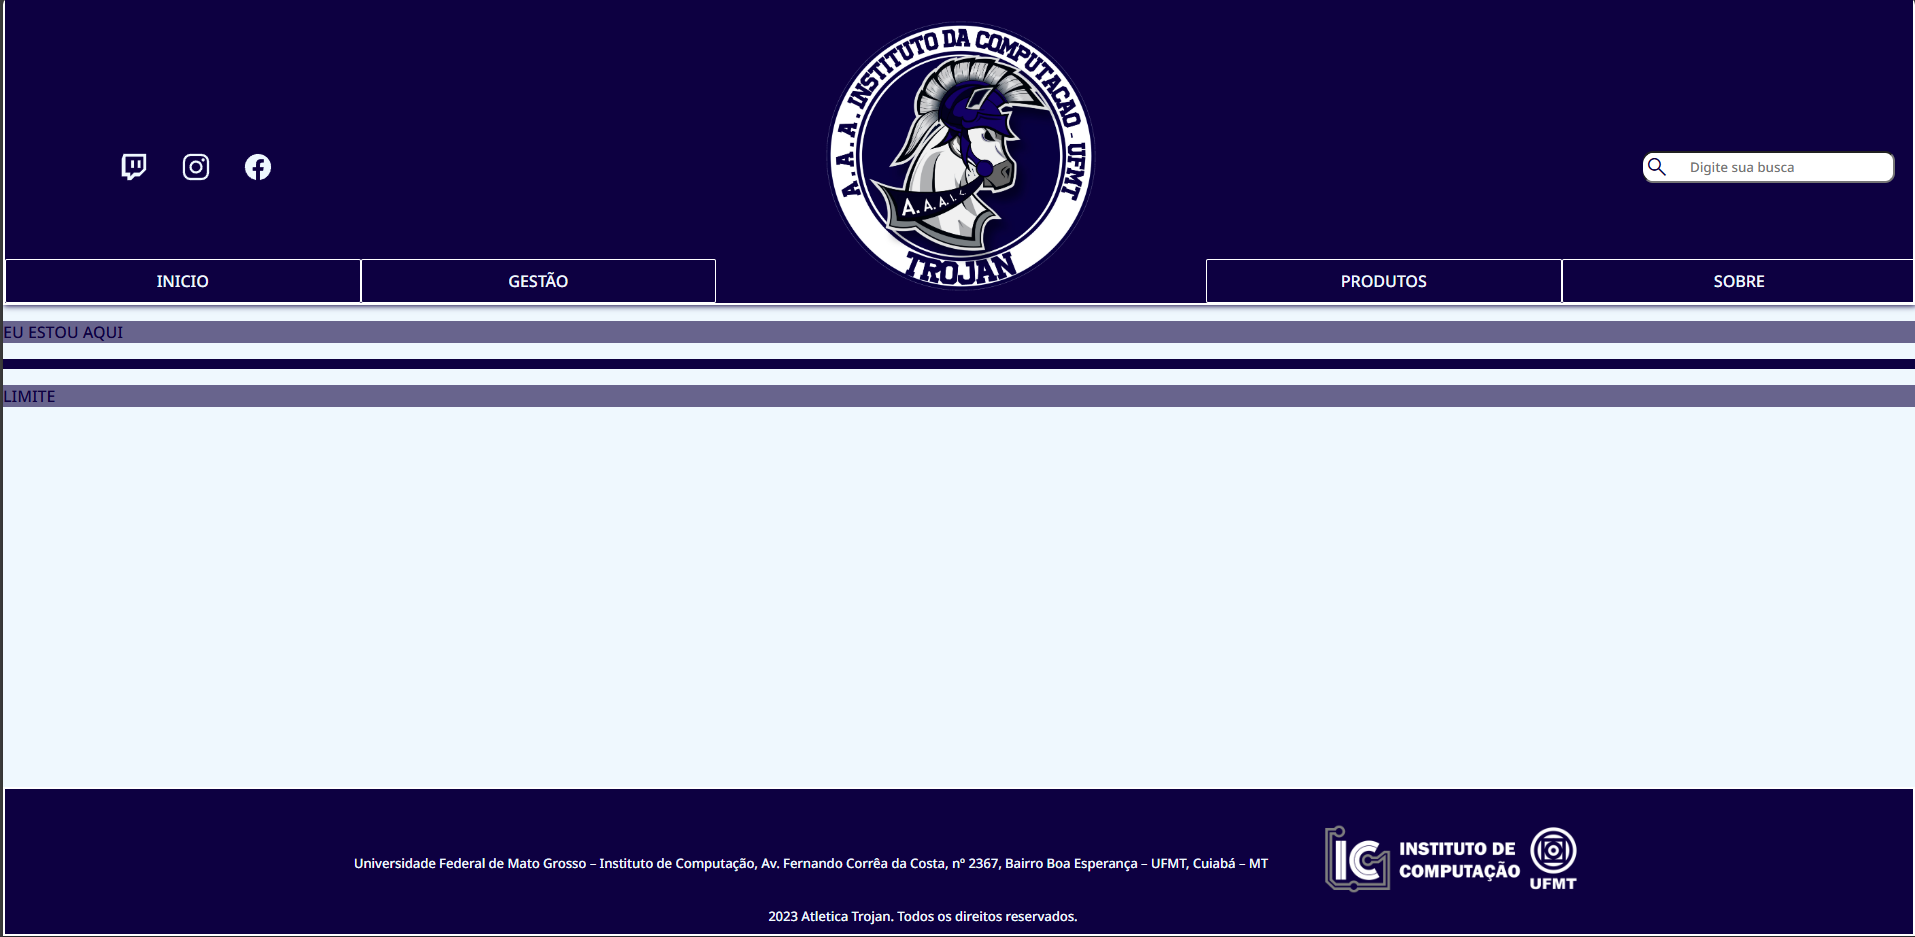 A.A.A. INSTITUTO DA COMPUTACAO - UFMT
A. A. A. I. C.
TROJAN
Digite sua busca
INICIO
GESTÃO
PRODUTOS
SOBRE
EU ESTOU AQUI
LIMITE
Universidade Federal de Mato Grosso – Instituto de Computação, Av. Fernando Corrêa da Costa, nº 2367, Bairro Boa Esperança – UFMT, Cuiabá – MT
IC
INSTITUTO DE
COMPUTAÇÃO
UFMT
2023 Atletica Trojan. Todos os direitos reservados.